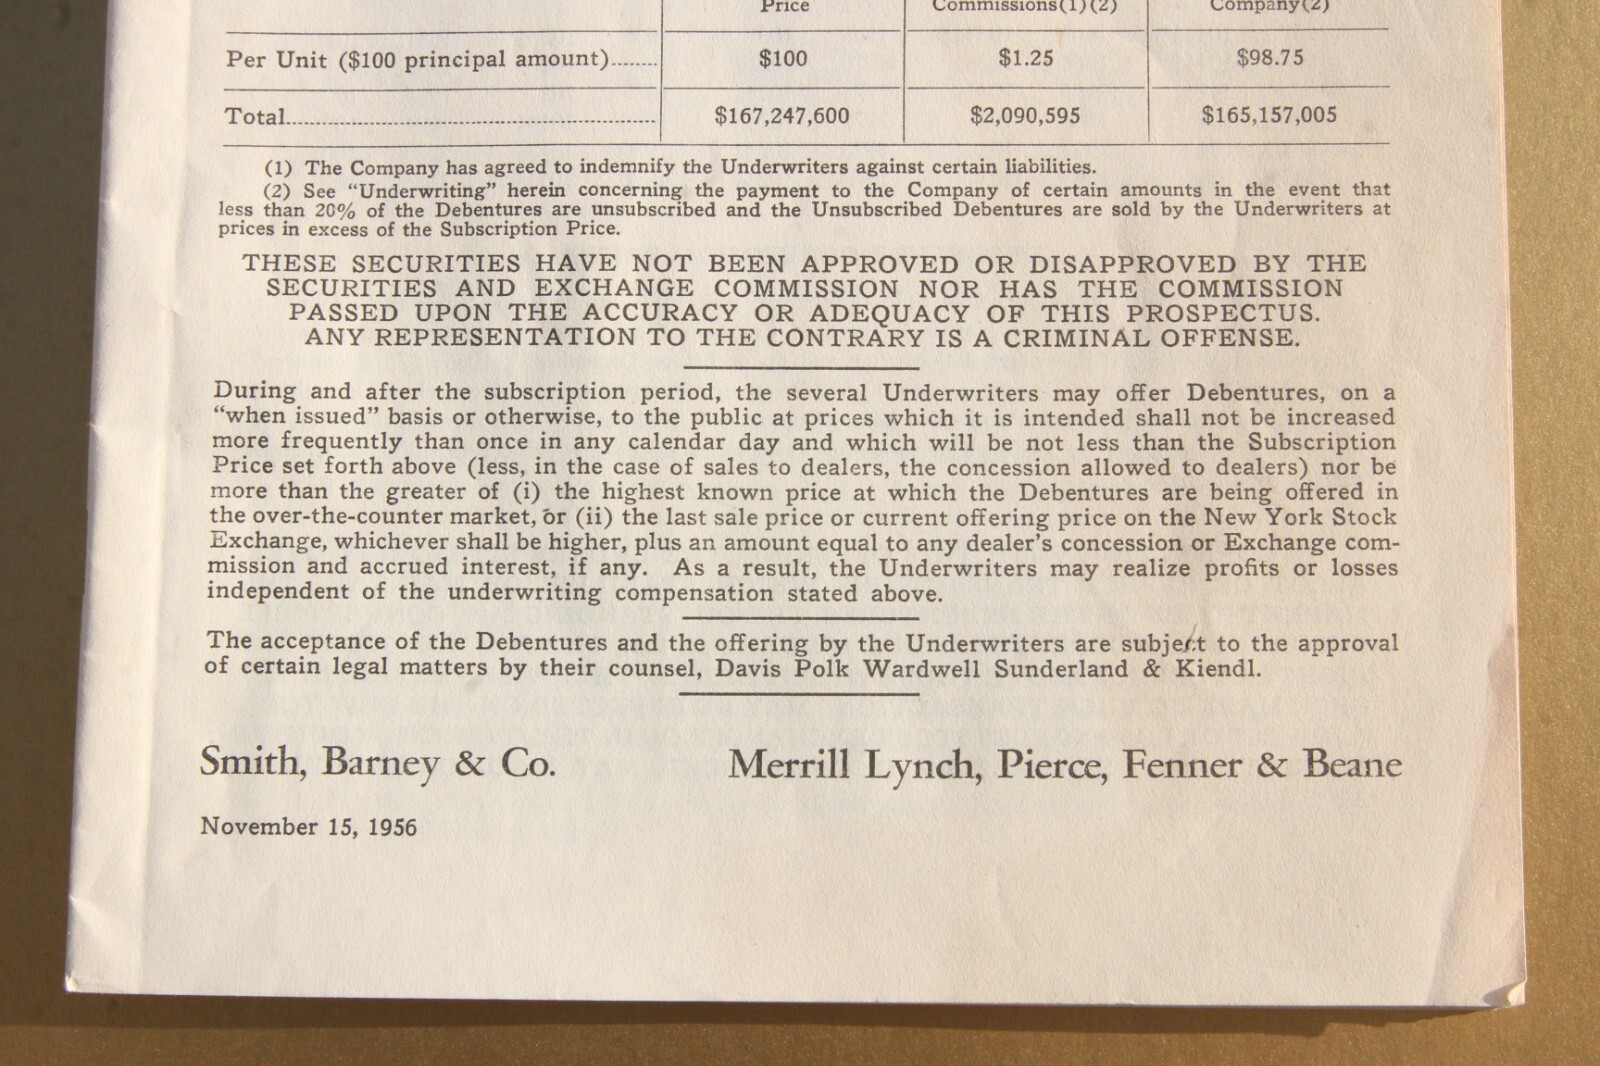 Price Commissions(1)(2) Company(2)
Per Unit ($100 principal amount)........ $100 $1.25 $98.75
Total........................................................ $167,247,600 $2,090,595 $165,157,005
(1) The Company has agreed to indemnify the Underwriters against certain liabilities.
(2) See “Underwriting” herein concerning the payment to the Company of certain amounts in the event that
less than 20% of the Debentures are unsubscribed and the Unsubscribed Debentures are sold by the Underwriters at
prices in excess of the Subscription Price.
THESE SECURITIES HAVE NOT BEEN APPROVED OR DISAPPROVED BY THE
SECURITIES AND EXCHANGE COMMISSION NOR HAS THE COMMISSION
PASSED UPON THE ACCURACY OR ADEQUACY OF THIS PROSPECTUS.
ANY REPRESENTATION TO THE CONTRARY IS A CRIMINAL OFFENSE.
During and after the subscription period, the several Underwriters may offer Debentures, on a
“when issued” basis or otherwise, to the public at prices which it is intended shall not be increased
more frequently than once in any calendar day and which will be not less than the Subscription
Price set forth above (less, in the case of sales to dealers, the concession allowed to dealers) nor be
more than the greater of (i) the highest known price at which the Debentures are being offered in
the over-the-counter market, or (ii) the last sale price or current offering price on the New York Stock
Exchange, whichever shall be higher, plus an amount equal to any dealer’s concession or Exchange com-
mission and accrued interest, if any. As a result, the Underwriters may realize profits or losses
independent of the underwriting compensation stated above.
The acceptance of the Debentures and the offering by the Underwriters are subject to the approval
of certain legal matters by their counsel, Davis Polk Wardwell Sunderland & Kiendl.
Smith, Barney & Co. Merrill Lynch, Pierce, Fenner & Beane
November 15, 1956